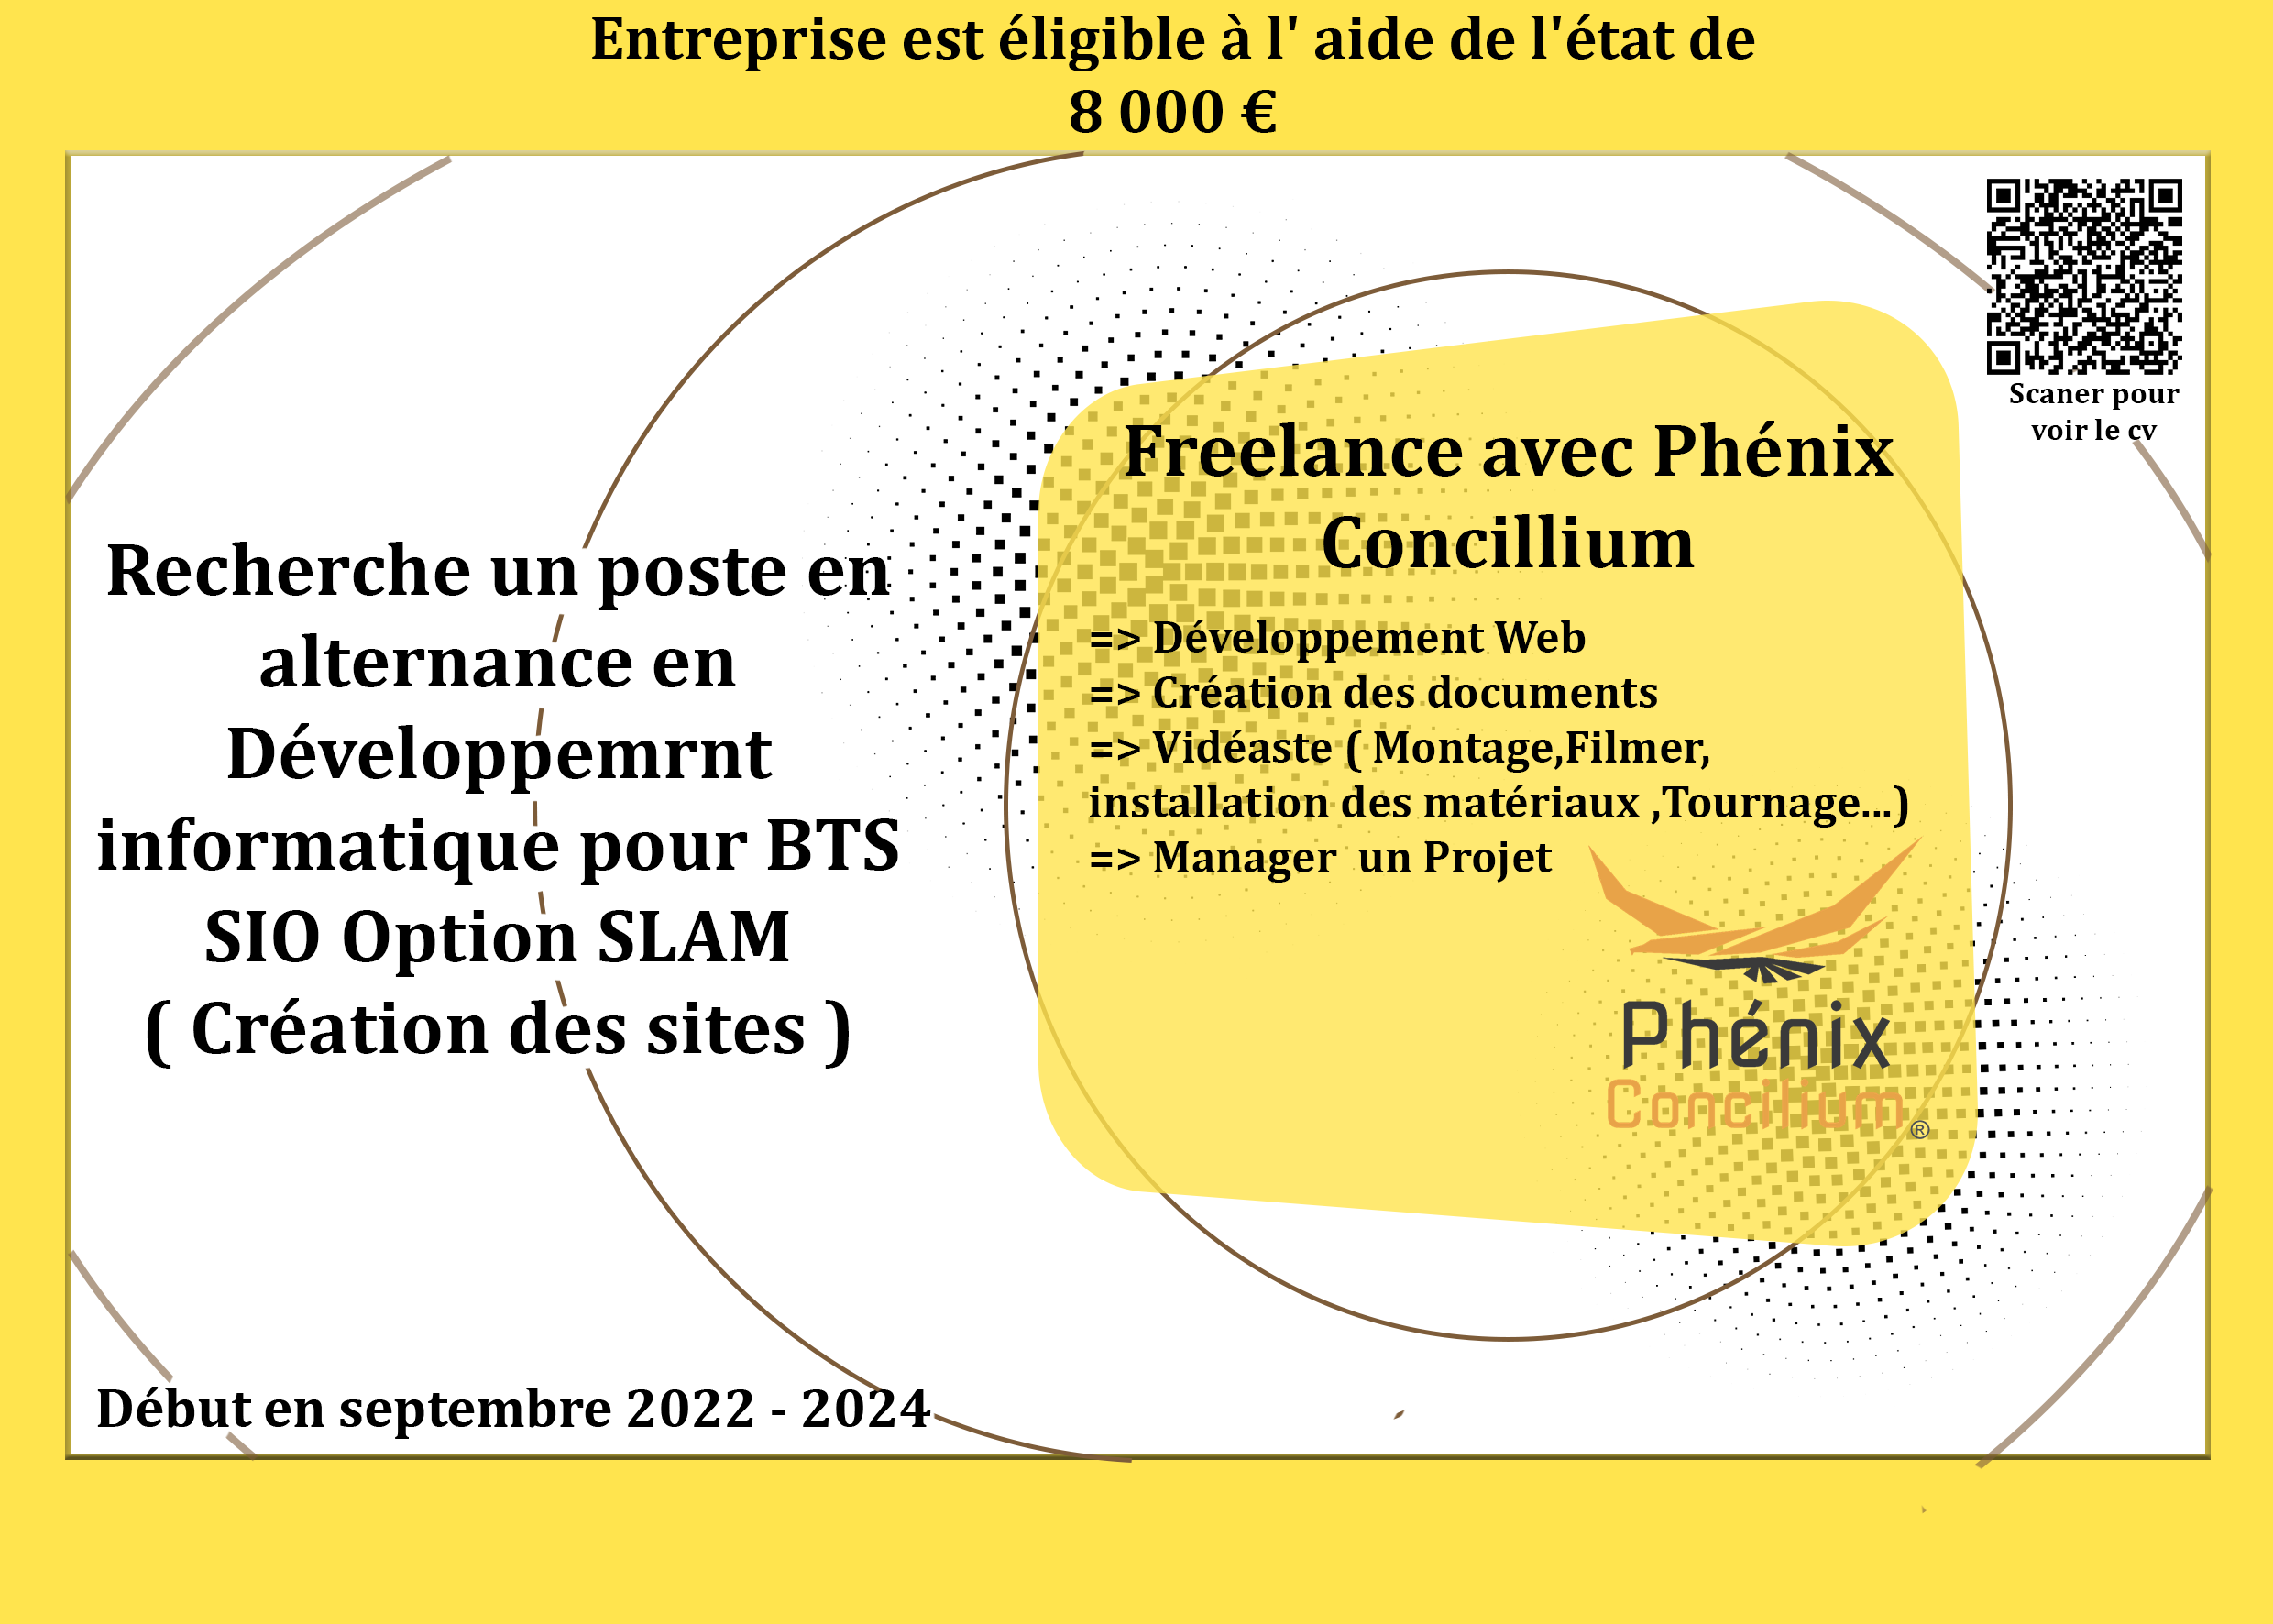 Entreprise est éligible à l' aide de l'état de
8 000 €
Scaner pour
voir le cv
Recherche un poste en
alternance en
Développemrnt
informatique pour BTS
SIO Option SLAM
( Création des sites )
Freelance avec Phénix
Concillium
=> Développement Web
=> Création des documents
=> Vidéaste ( Montage,Filmer,
installation des matériaux ,Tournage...)
=> Manager  un Projet
Phénix
Concilium ®
Début en septembre 2022 - 2024